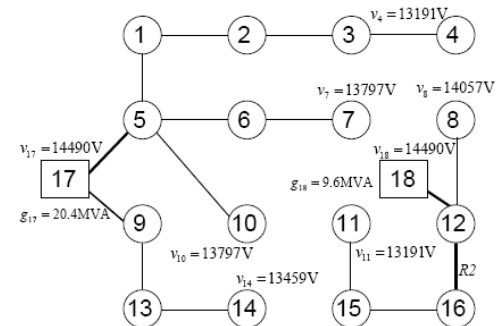 v₄ =13191V
1
2
3
4
v₇ =13797V
v₈ =14057V
5
6
7
8
v₁₇ =14490V
v₁₈ =14490V
17
g₁₈ = 9.6MVA
18
g₁₇ = 20.4MVA
9
10
11
12
v₁₀ =13797V
v₁₁ =13191V
R2
v₁₄ =13459V
13
14
15
16